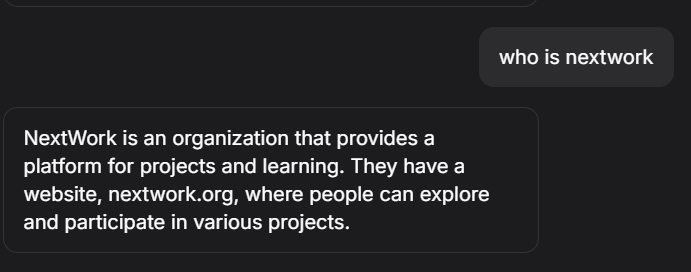 who is nextwork
NextWork is an organization that provides a
platform for projects and learning. They have a
website, nextwork.org, where people can explore
and participate in various projects.